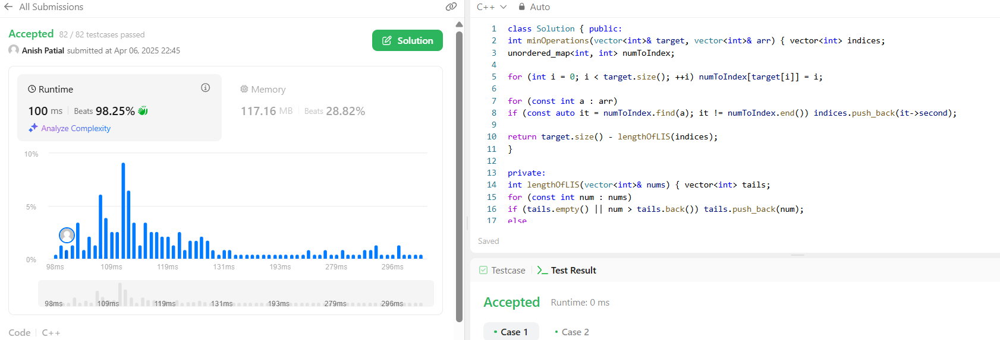 All Submissions
Accepted 82 / 82 testcases passed
Anish Patial submitted at Apr 06, 2025 22:45
Solution
Runtime
100 ms Beats 98.25%
Analyze Complexity
Memory
117.16 MB Beats 28.82%
10%
5%
0%
98ms 109ms 119ms 131ms 193ms 279ms 296ms
98ms 109ms 119ms 131ms 193ms 279ms 296ms
Code C++
C++ Auto
1 class Solution { public:
2 int minOperations(vector<int>& target, vector<int>& arr) { vector<int> indices;
3 unordered_map<int, int> numToIndex;
4
5 for (int i = 0; i < target.size(); ++i) numToIndex[target[i]] = i;
6
7 for (const int a : arr)
8 if (const auto it = numToIndex.find(a); it != numToIndex.end()) indices.push_back(it->second);
9
10 return target.size() - lengthOfLIS(indices);
11 }
12
13 private:
14 int lengthOfLIS(vector<int>& nums) { vector<int> tails;
15 for (const int num : nums)
16 if (tails.empty() || num > tails.back()) tails.push_back(num);
17 else
Saved
Testcase Test Result
Accepted Runtime: 0 ms
Case 1 Case 2